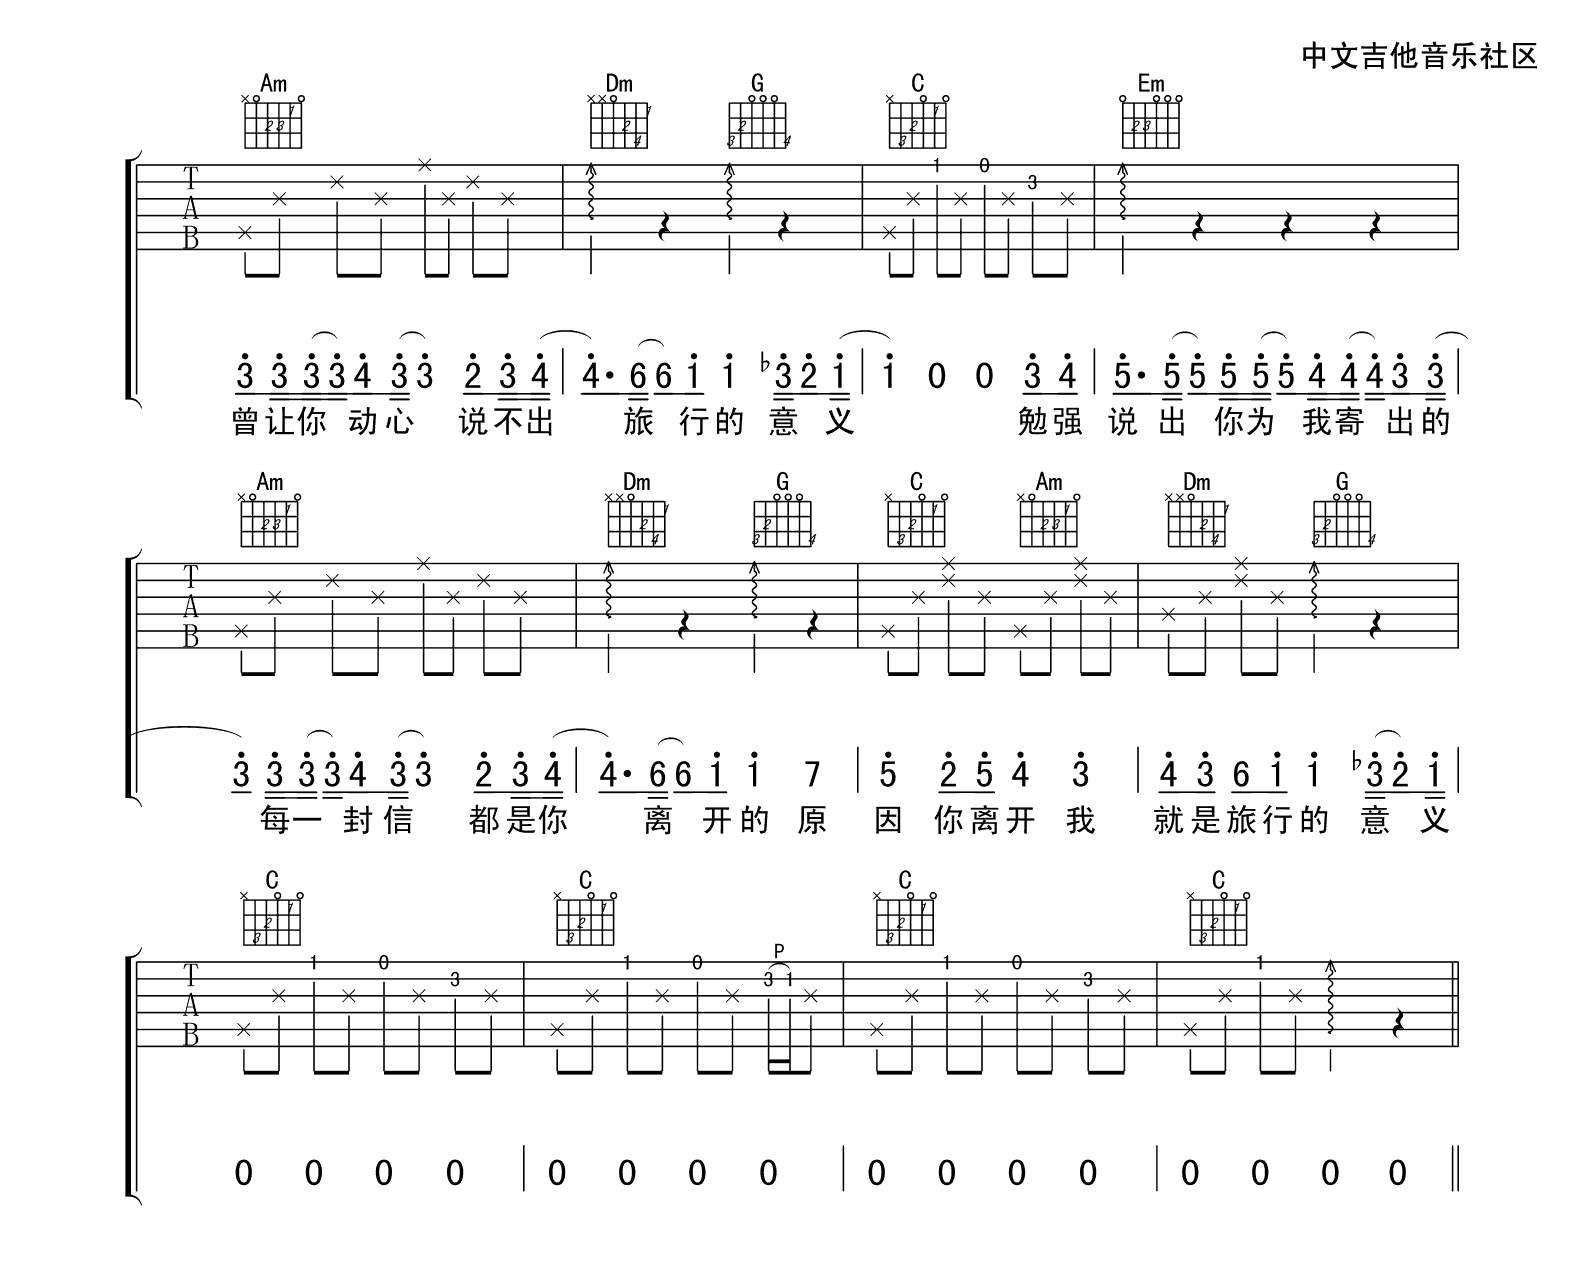 中文吉他音乐社区
Am Dm G C Em
T A B 1 0 3
3 3 3 3 4 3 3 2 3 4 | 4· 6 6 1 1 ♭3 2 1 | 1 0 0 3 4 | 5· 5 5 5 5 5 4 4 4 3 3 |
曾让你 动心 说不出 旅 行的 意 义 勉强 说 出 你为 我寄 出的
Am Dm G C Am Dm G
T A B
3 3 3 3 4 3 3 2 3 4 | 4· 6 6 1 1 7 | 5 2 5 4 3 | 4 3 6 1 1 ♭3 2 1 |
每一 封信 都是你 离 开的 原 因 你离开 我 就是旅行的 意 义
C C C C
P
T A B 1 0 3 1 0 3 1 1 0 3 1
0 0 0 0 | 0 0 0 0 | 0 0 0 0 | 0 0 0 0 ||